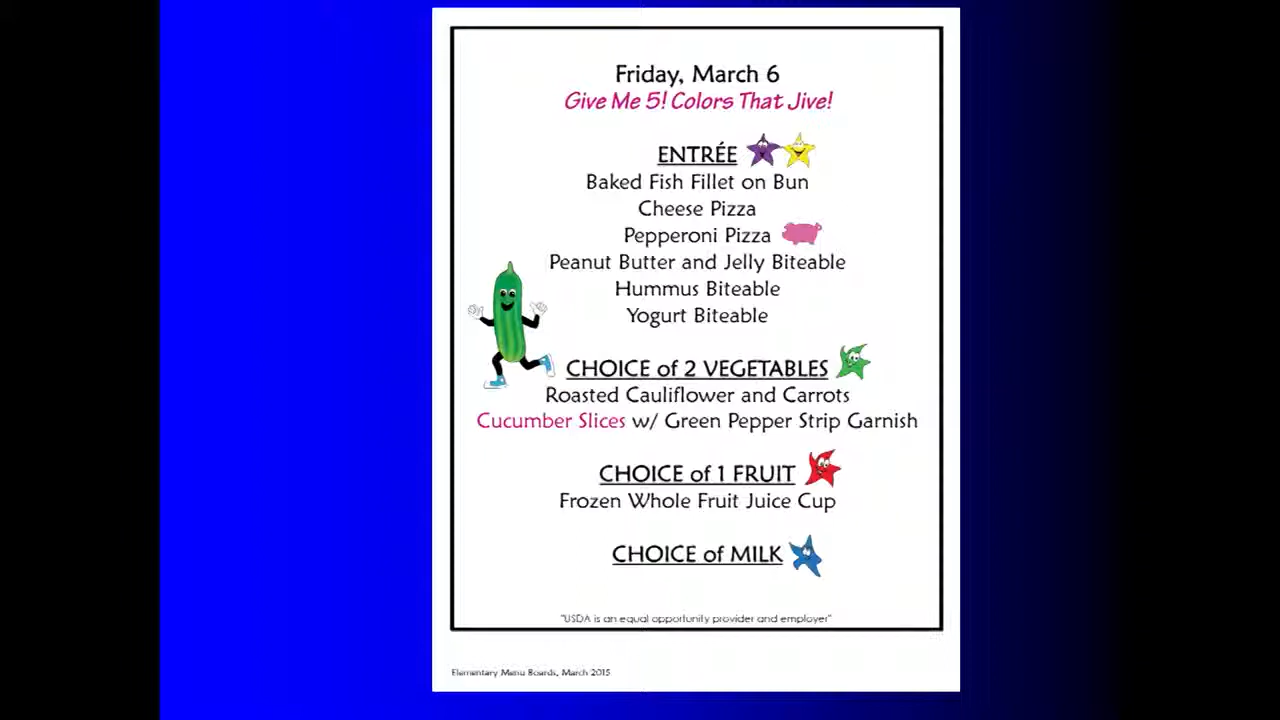 Friday, March 6
Give Me 5! Colors That Jive!
ENTRÉE
Baked Fish Fillet on Bun
Cheese Pizza
Pepperoni Pizza
Peanut Butter and Jelly Biteable
Hummus Biteable
Yogurt Biteable
CHOICE of 2 VEGETABLES
Roasted Cauliflower and Carrots
Cucumber Slices w/ Green Pepper Strip Garnish
CHOICE of 1 FRUIT
Frozen Whole Fruit Juice Cup
CHOICE of MILK
"USDA is an equal opportunity provider and employer"
Elementary Menu Boards, March 2015